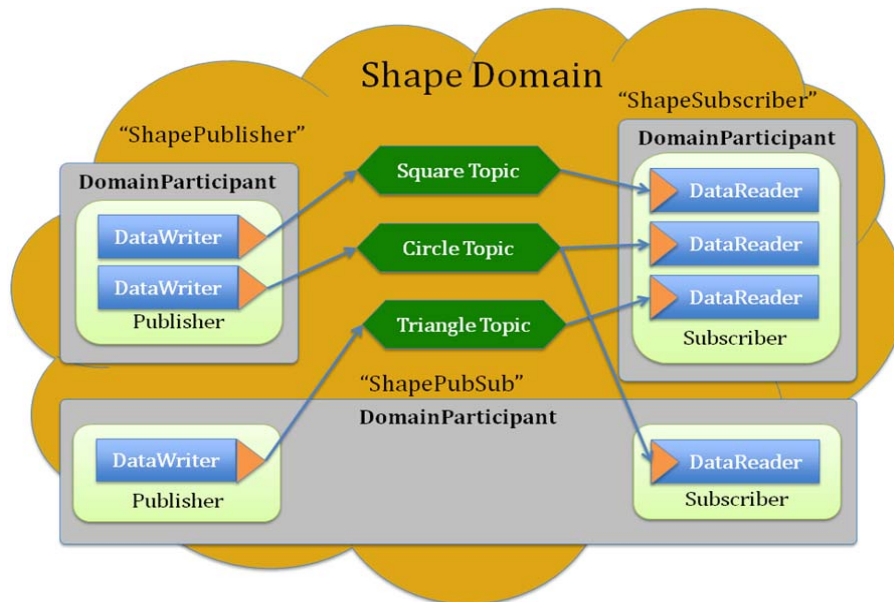 Shape Domain
“ShapePublisher”
DomainParticipant
DataWriter
DataWriter
Publisher
Square Topic
Circle Topic
Triangle Topic
“ShapeSubscriber”
DomainParticipant
DataReader
DataReader
DataReader
Subscriber
“ShapePubSub”
DomainParticipant
DataWriter
Publisher
DataReader
Subscriber